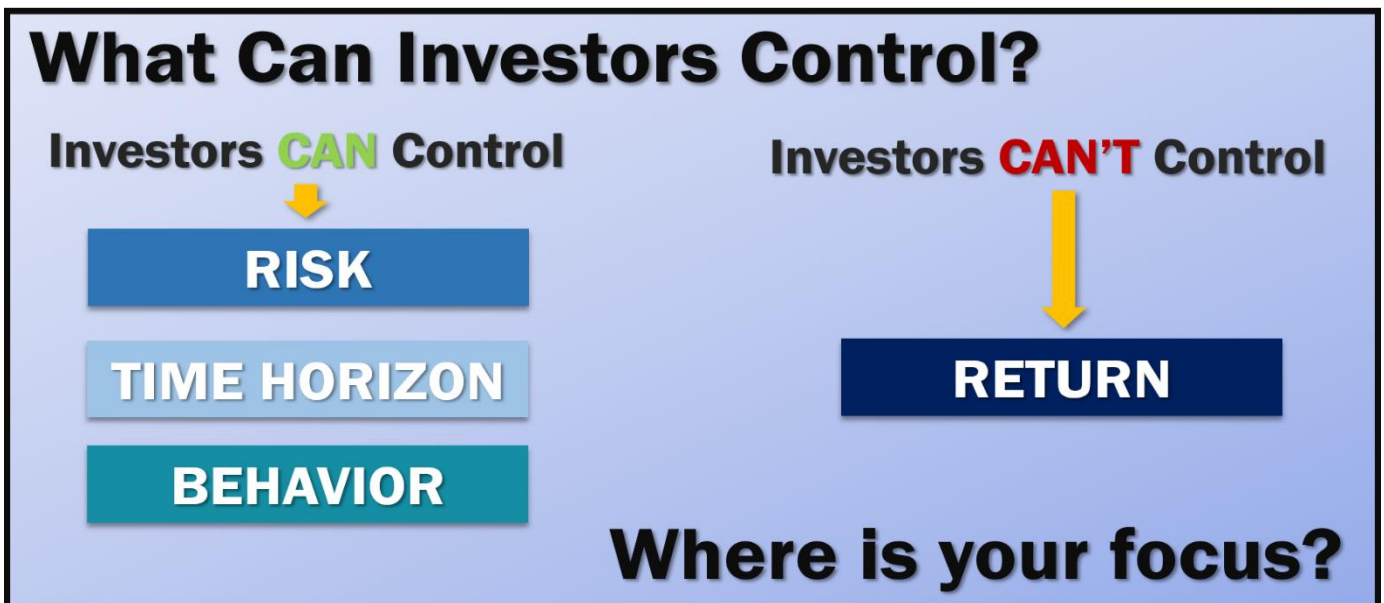 What Can Investors Control?
Investors CAN Control
RISK
TIME HORIZON
BEHAVIOR
Investors CAN'T Control
RETURN
Where is your focus?